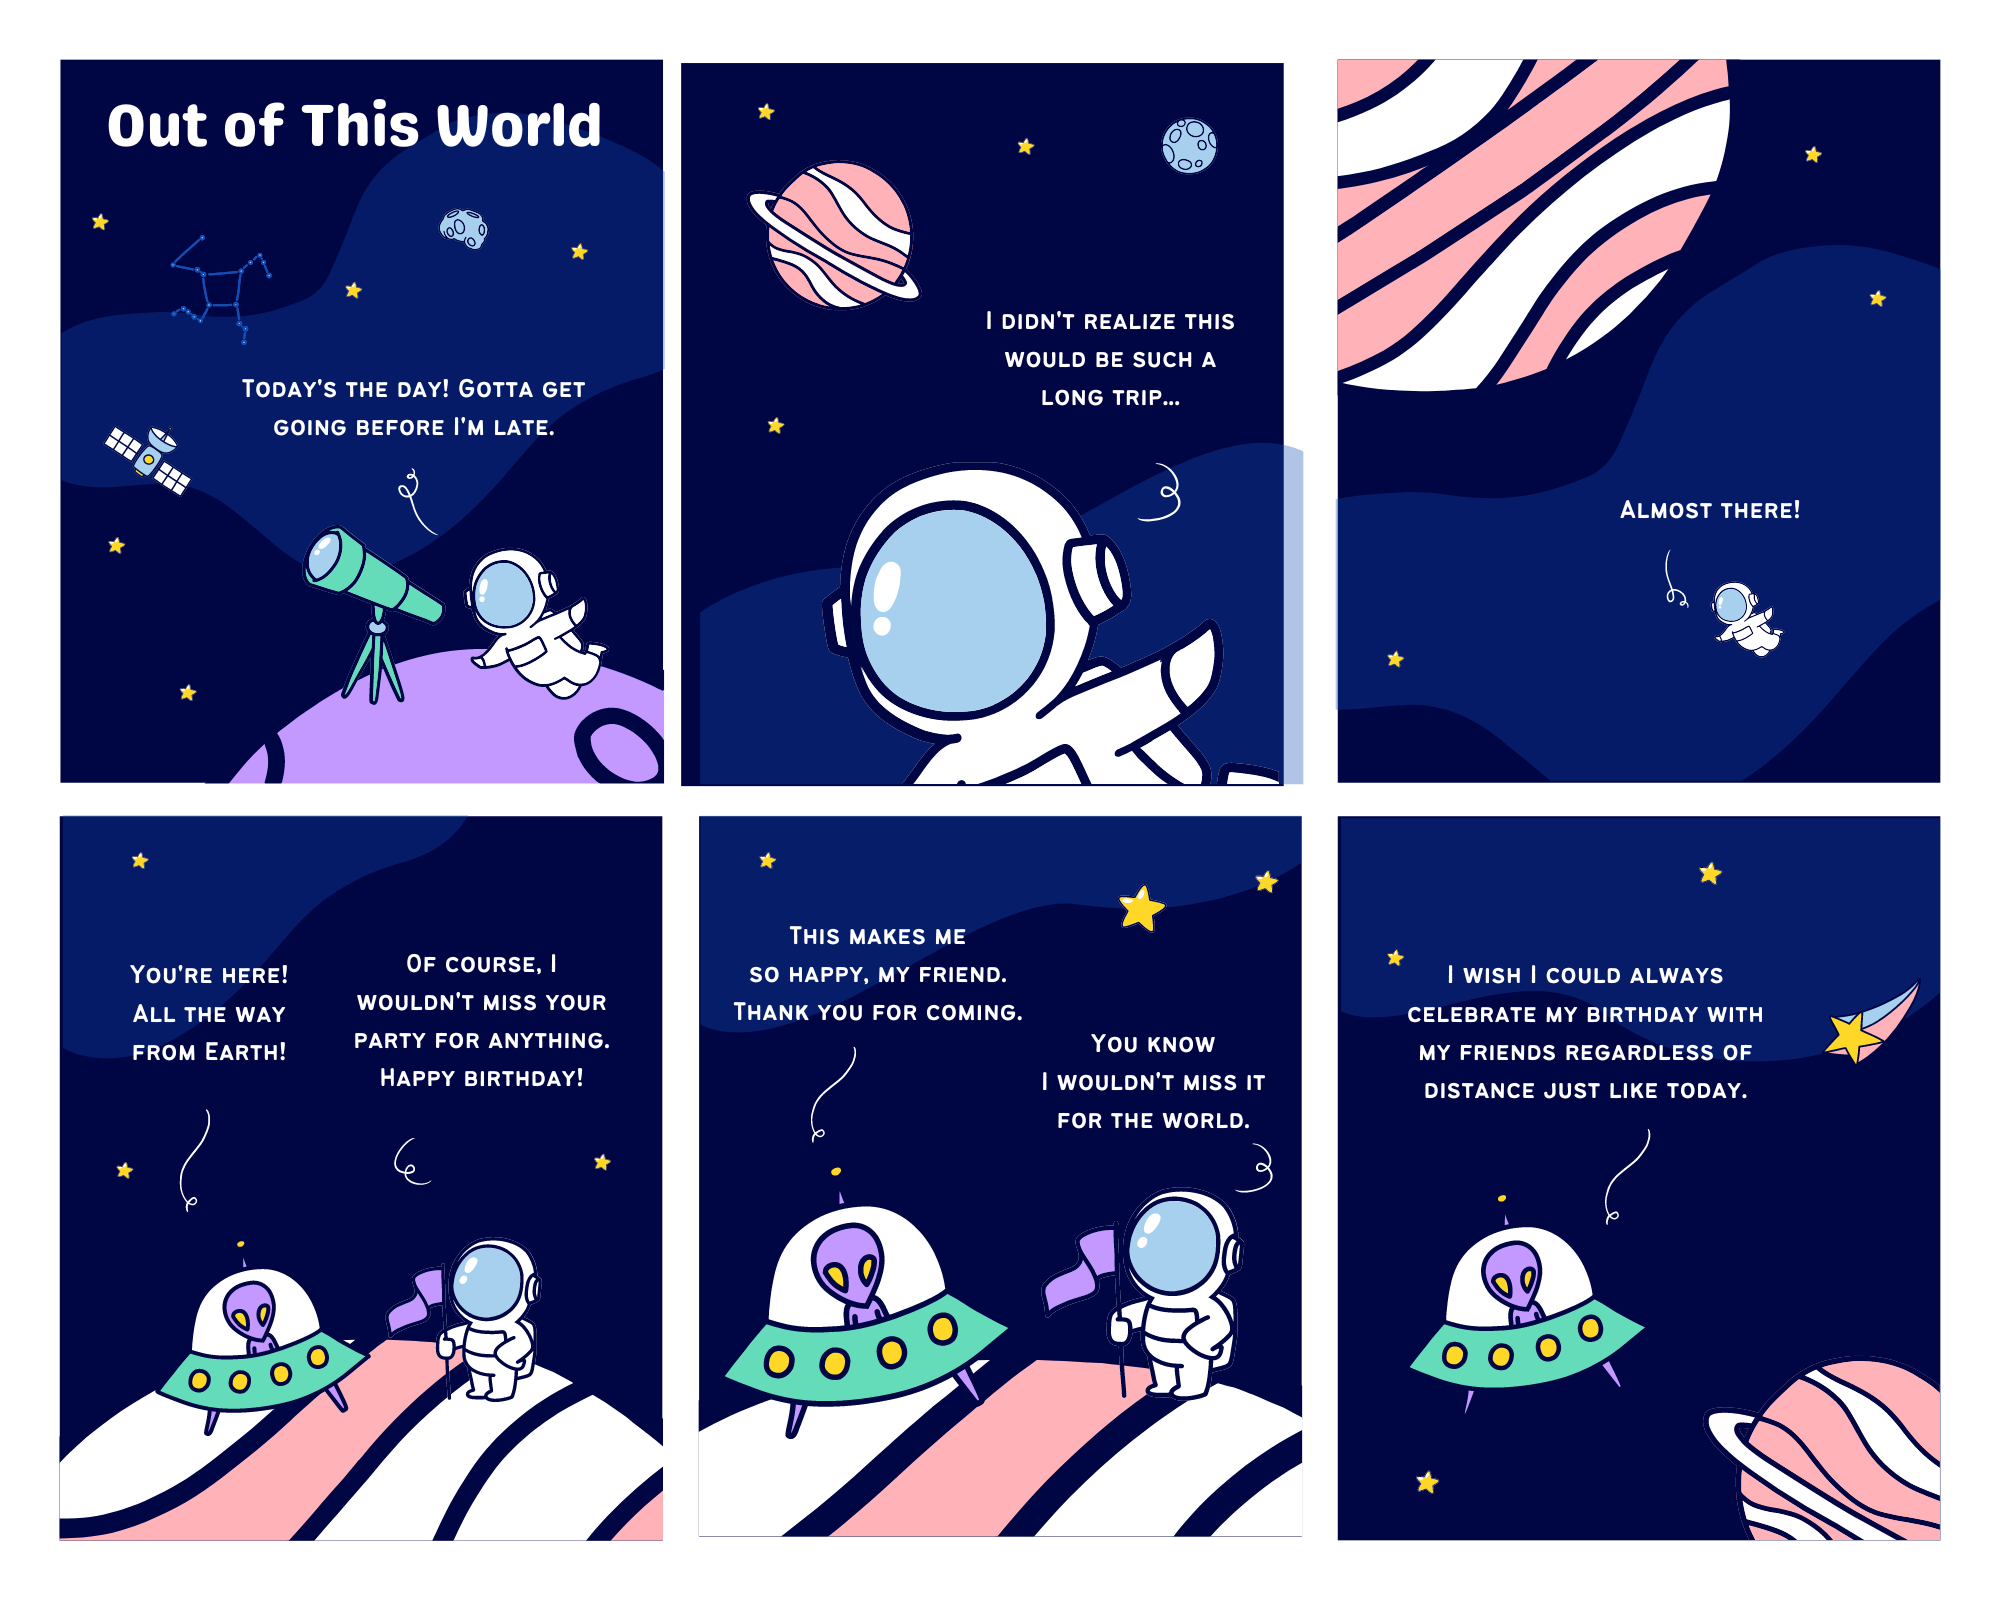 Out of This World
Today's the day! Gotta get
going before I'm late.
I didn't realize this
would be such a
long trip...
Almost there!
You're here!
All the way
from Earth!
Of course, I
wouldn't miss your
party for anything.
Happy birthday!
This makes me
so happy, my friend.
Thank you for coming.
You know
I wouldn't miss it
for the world.
I wish I could always
celebrate my birthday with
my friends regardless of
distance just like today.